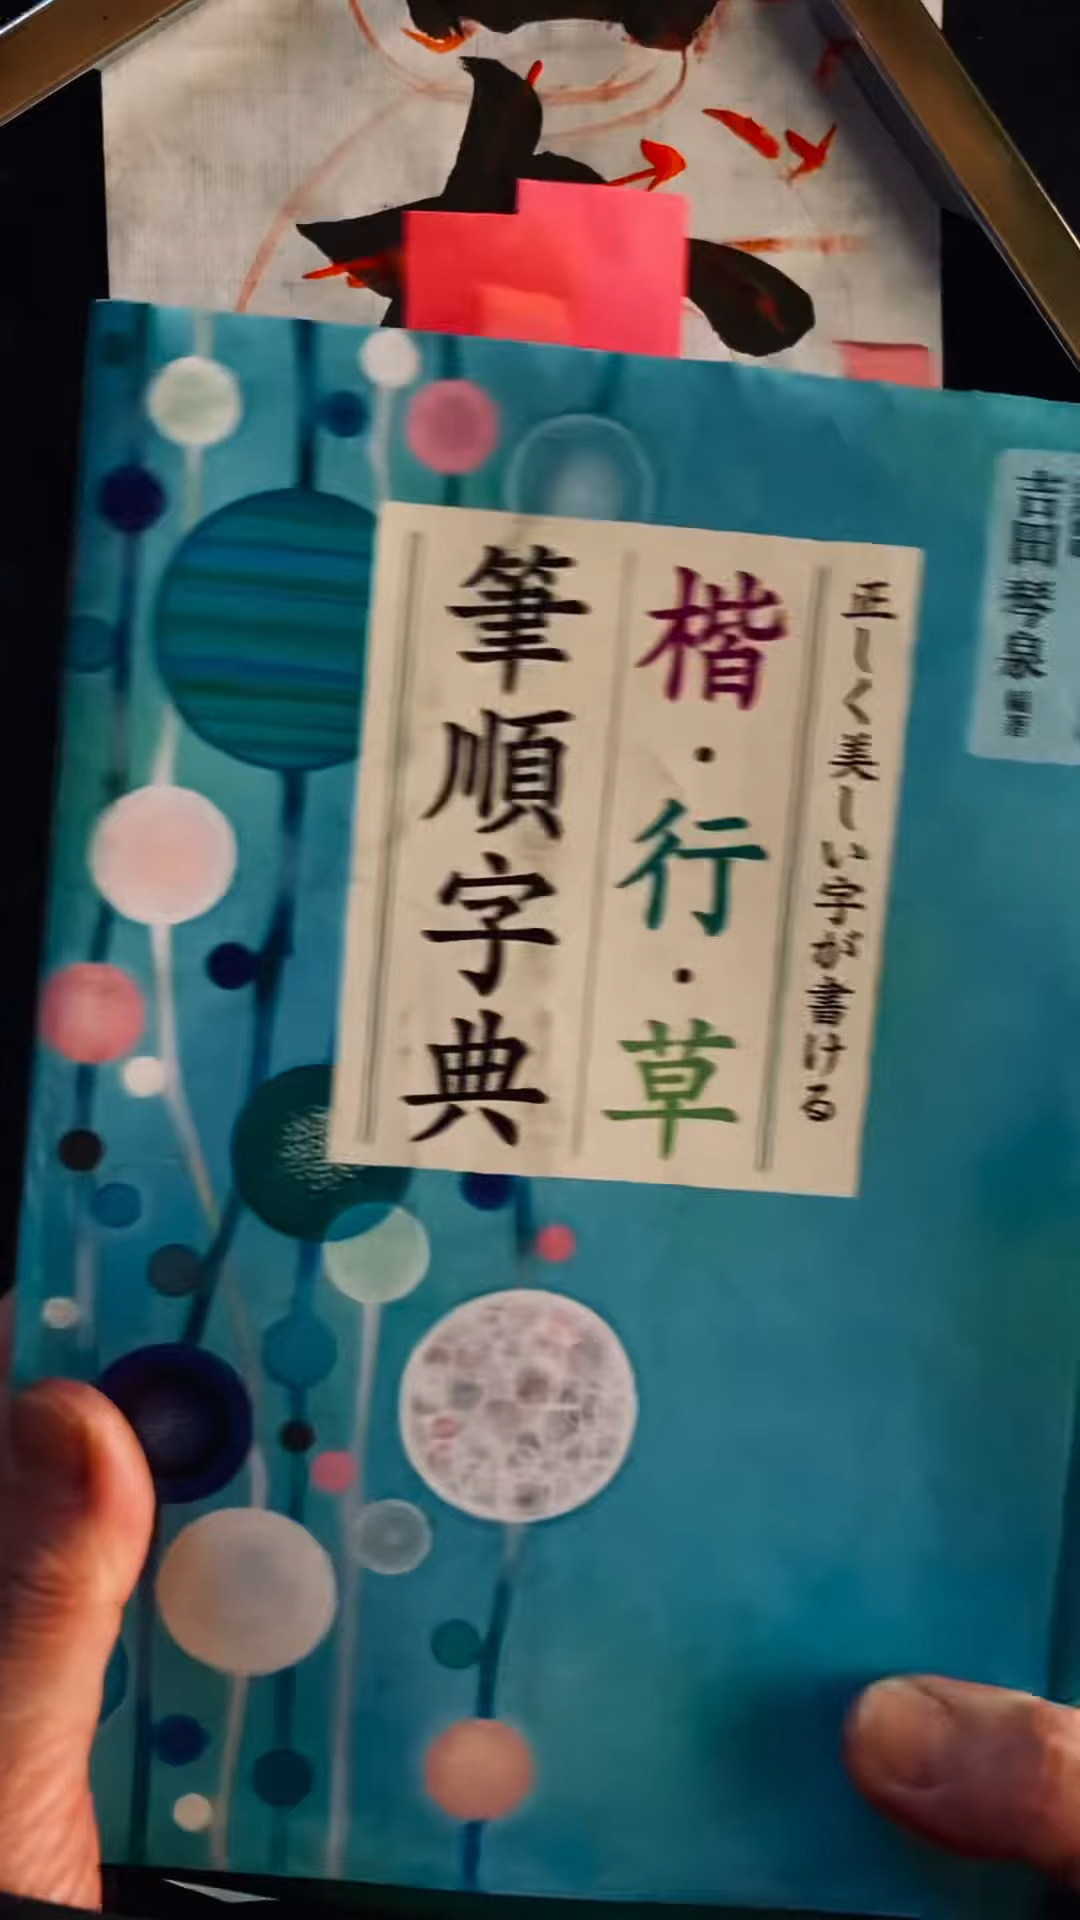 正しく美しい字が書ける
楷・行・草
筆順字典
吉田琴泉 編著